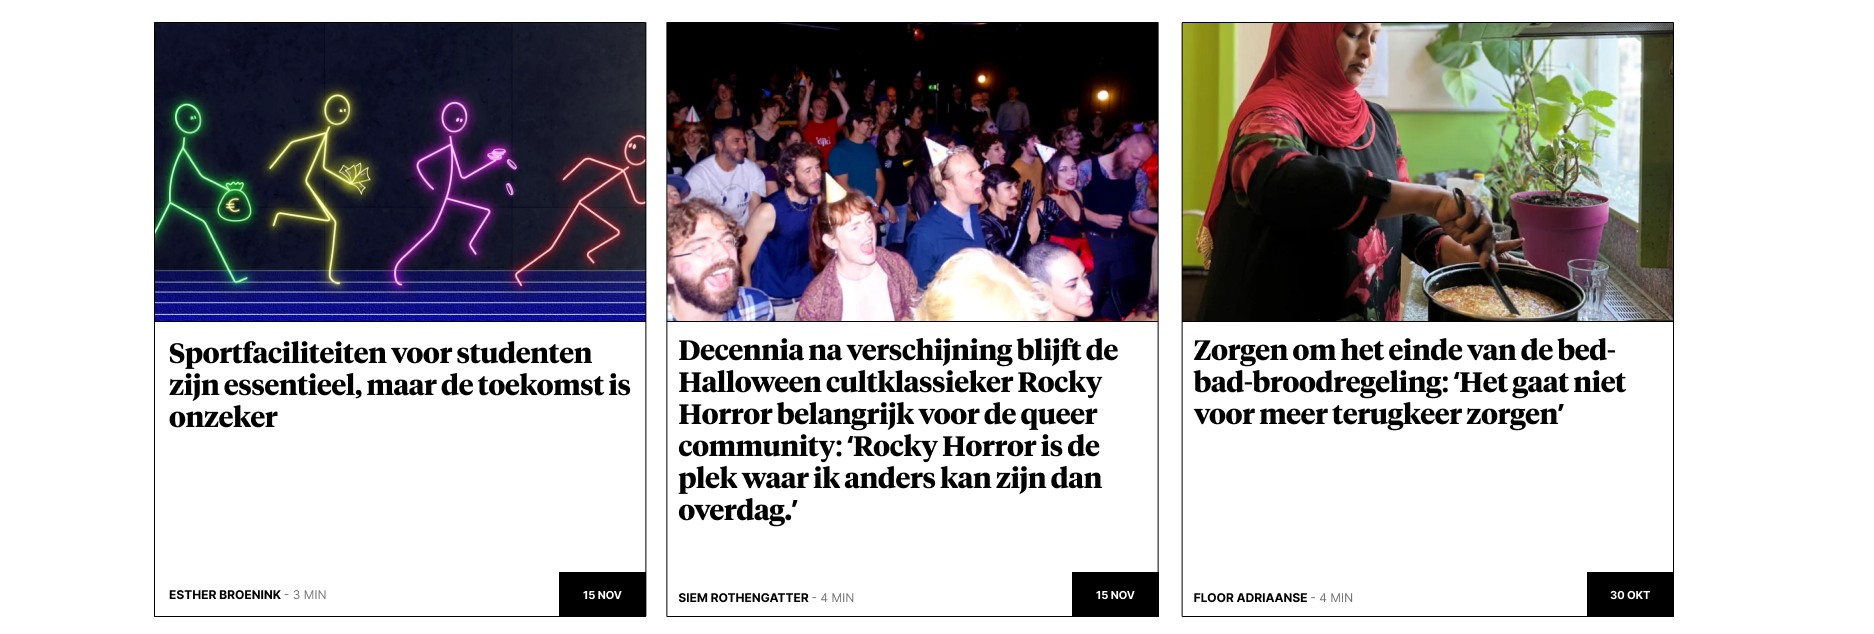 €
Sportfaciliteiten voor studenten
zijn essentieel, maar de toekomst is
onzeker
ESTHER BROENINK - 3 MIN
15 NOV
Decennia na verschijning blijft de
Halloween cultklassieker Rocky
Horror belangrijk voor de queer
community: ‘Rocky Horror is de
plek waar ik anders kan zijn dan
overdag.’
SIEM ROTHENGATTER - 4 MIN
15 NOV
Zorgen om het einde van de bed-
bad-broodregeling: ‘Het gaat niet
voor meer terugkeer zorgen’
FLOOR ADRIAANSE - 4 MIN
30 OKT